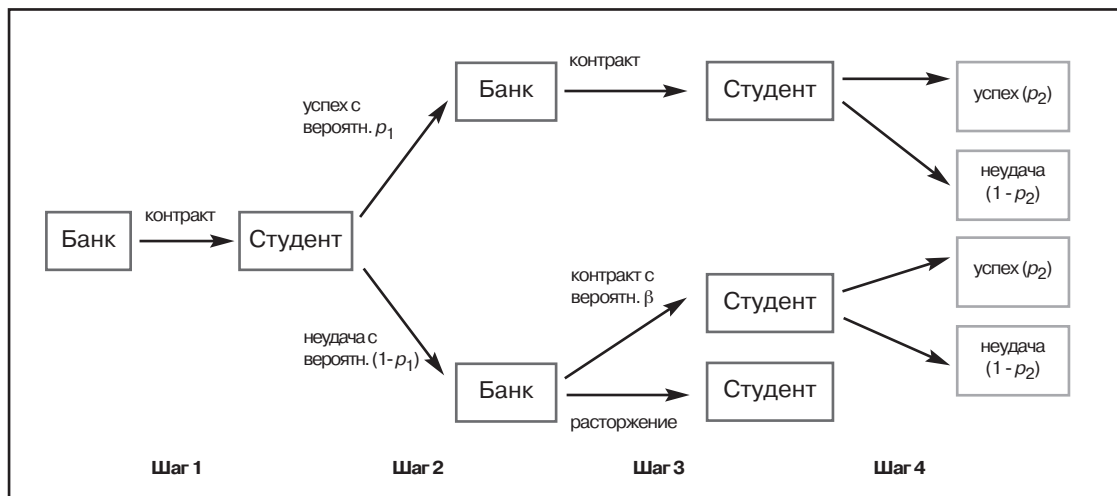 Банк
контракт
Студент
успех с
вероятн. p1
неудача с
вероятн. (1-p1)
Банк
контракт
Студент
успех (p2)
неудача
(1 - p2)
Банк
контракт с
вероятн. β
Студент
расторжение
Студент
успех (p2)
неудача
(1 - p2)
Шаг 1
Шаг 2
Шаг 3
Шаг 4